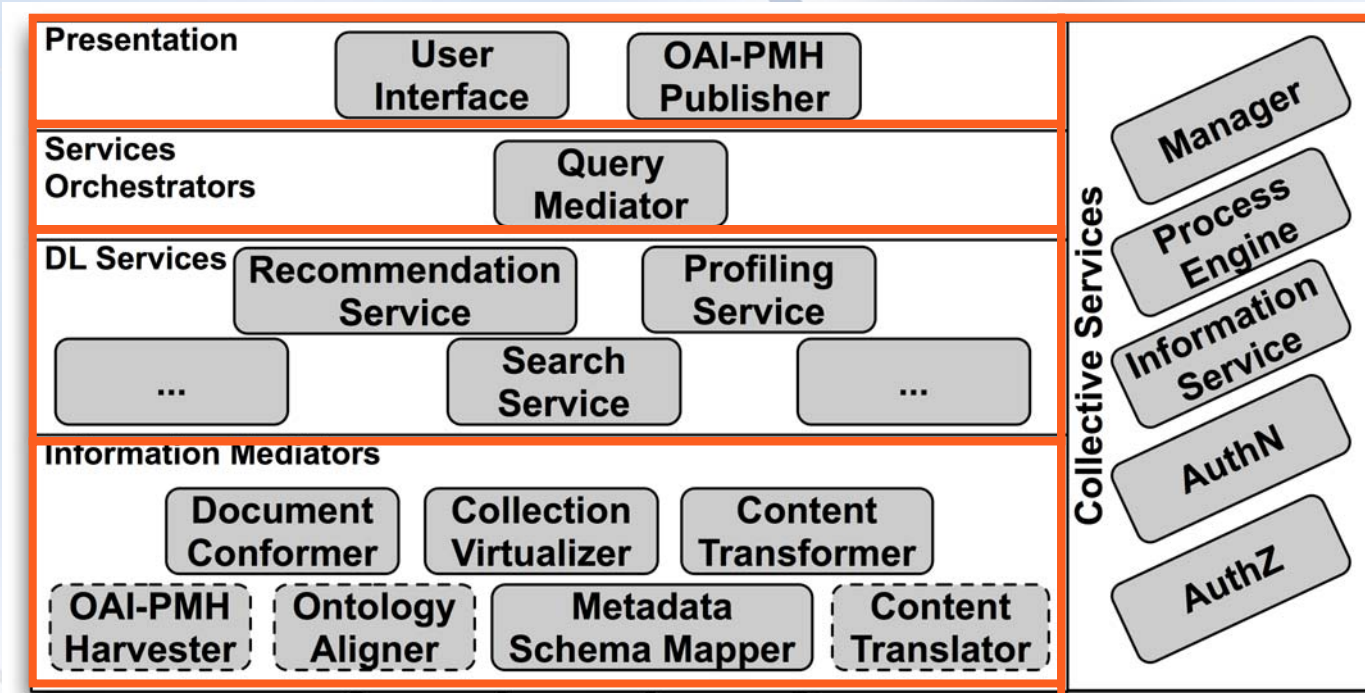 Presentation
User
Interface
OAI-PMH
Publisher
Services
Orchestrators
Query
Mediator
DL Services
Recommendation
Service
Profiling
Service
...
Search
Service
...
Information Mediators
Document
Conformer
Collection
Virtualizer
Content
Transformer
OAI-PMH
Harvester
Ontology
Aligner
Metadata
Schema Mapper
Content
Translator
Collective Services
Manager
Process
Engine
Information
Service
AuthN
AuthZ